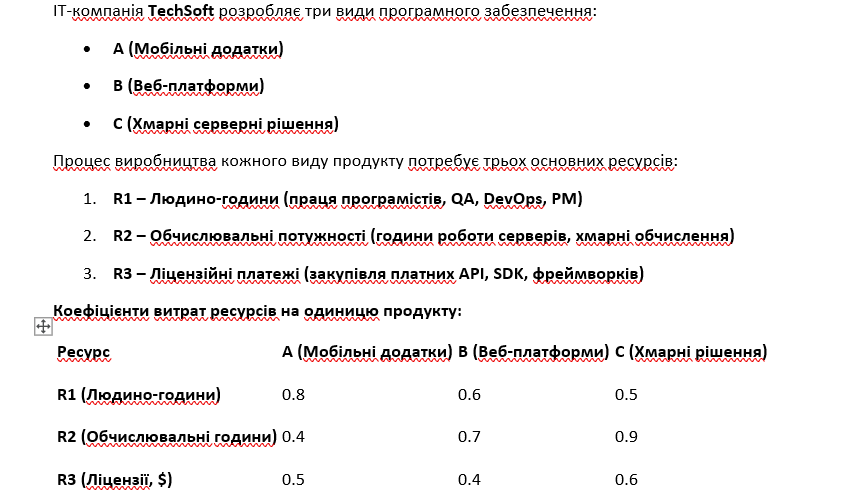 ІТ-компанія TechSoft розробляє три види програмного забезпечення:
• A (Мобільні додатки)
• B (Веб-платформи)
• C (Хмарні серверні рішення)
Процес виробництва кожного виду продукту потребує трьох основних ресурсів:
1. R1 – Людино-години (праця програмістів, QA, DevOps, PM)
2. R2 – Обчислювальні потужності (години роботи серверів, хмарні обчислення)
3. R3 – Ліцензійні платежі (закупівля платних API, SDK, фреймворків)
Коефіцієнти витрат ресурсів на одиницю продукту:
Ресурс A (Мобільні додатки) B (Веб-платформи) C (Хмарні рішення)
R1 (Людино-години) 0.8 0.6 0.5
R2 (Обчислювальні години) 0.4 0.7 0.9
R3 (Ліцензії, $) 0.5 0.4 0.6